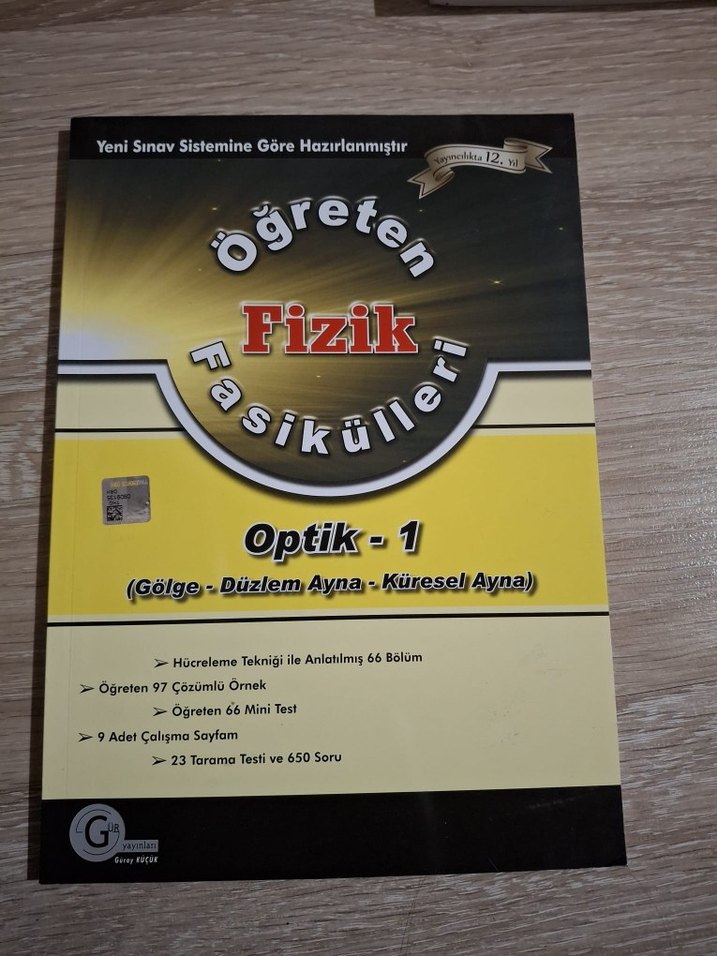 Yeni Sınav Sistemine Göre Hazırlanmıştır
Yayıncılıkta 12. Yıl
Öğreten
Fizik
Fasikülleri
Optik - 1
(Gölge - Düzlem Ayna - Küresel Ayna)
➢ Hücreleme Tekniği ile Anlatılmış 66 Bölüm
➢ Öğreten 97 Çözümlü Örnek
➢ Öğreten 66 Mini Test
➢ 9 Adet Çalışma Sayfam
➢ 23 Tarama Testi ve 650 Soru
GÜR
yayınları
Güray KÜÇÜK